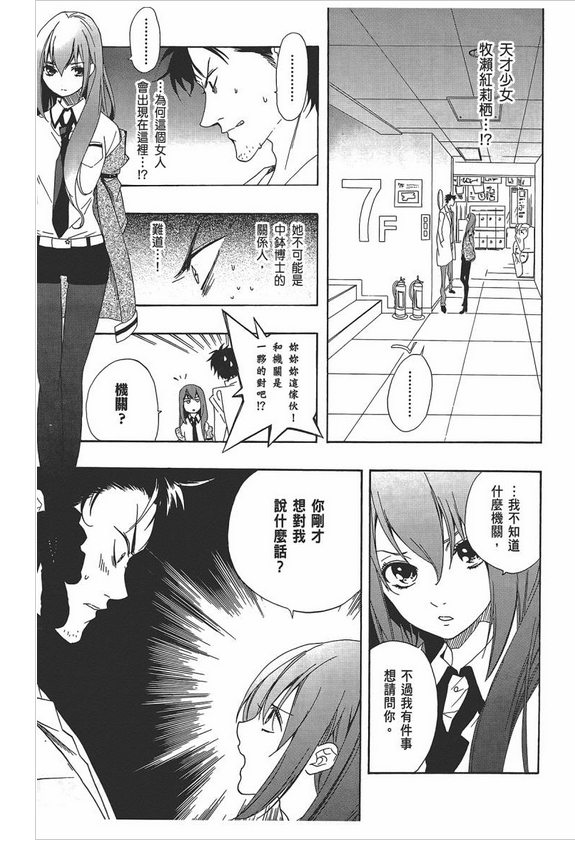 天才少女
牧瀨紅莉栖…!?
7F
………
………
…為何這個女人
會出現在這裡…!?
………
她不可能是
中鉢博士的
關係人，
難道…！
妳妳妳這傢伙！
和機關是
一夥的對吧!?
機關？
…我不知道
什麼機關，
不過我有件事
想請問你。
你剛才
想對我
說什麼話？